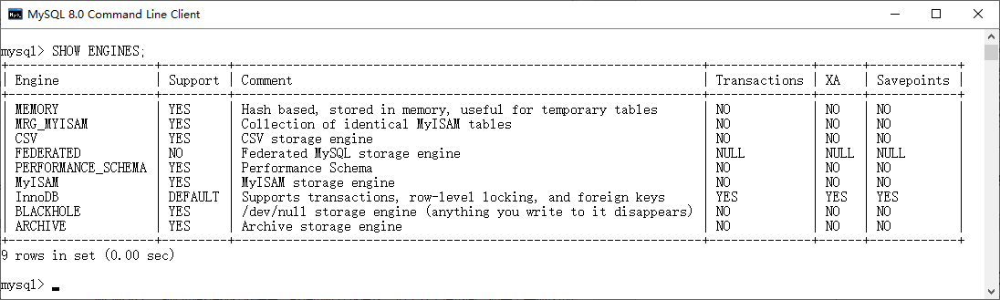 MySQL 8.0 Command Line Client
mysql> SHOW ENGINES;
+--------------------+---------+----------------------------------------------------------------+--------------+------+------------+
| Engine             | Support | Comment                                                        | Transactions | XA   | Savepoints |
+--------------------+---------+----------------------------------------------------------------+--------------+------+------------+
| MEMORY             | YES     | Hash based, stored in memory, useful for temporary tables      | NO           | NO   | NO         |
| MRG_MYISAM         | YES     | Collection of identical MyISAM tables                          | NO           | NO   | NO         |
| CSV                | YES     | CSV storage engine                                             | NO           | NO   | NO         |
| FEDERATED          | NO      | Federated MySQL storage engine                                 | NULL         | NULL | NULL       |
| PERFORMANCE_SCHEMA | YES     | Performance Schema                                             | NO           | NO   | NO         |
| MyISAM             | YES     | MyISAM storage engine                                          | NO           | NO   | NO         |
| InnoDB             | DEFAULT | Supports transactions, row-level locking, and foreign keys     | YES          | YES  | YES        |
| BLACKHOLE          | YES     | /dev/null storage engine (anything you write to it disappears) | NO           | NO   | NO         |
| ARCHIVE            | YES     | Archive storage engine                                         | NO           | NO   | NO         |
+--------------------+---------+----------------------------------------------------------------+--------------+------+------------+
9 rows in set (0.00 sec)
mysql>